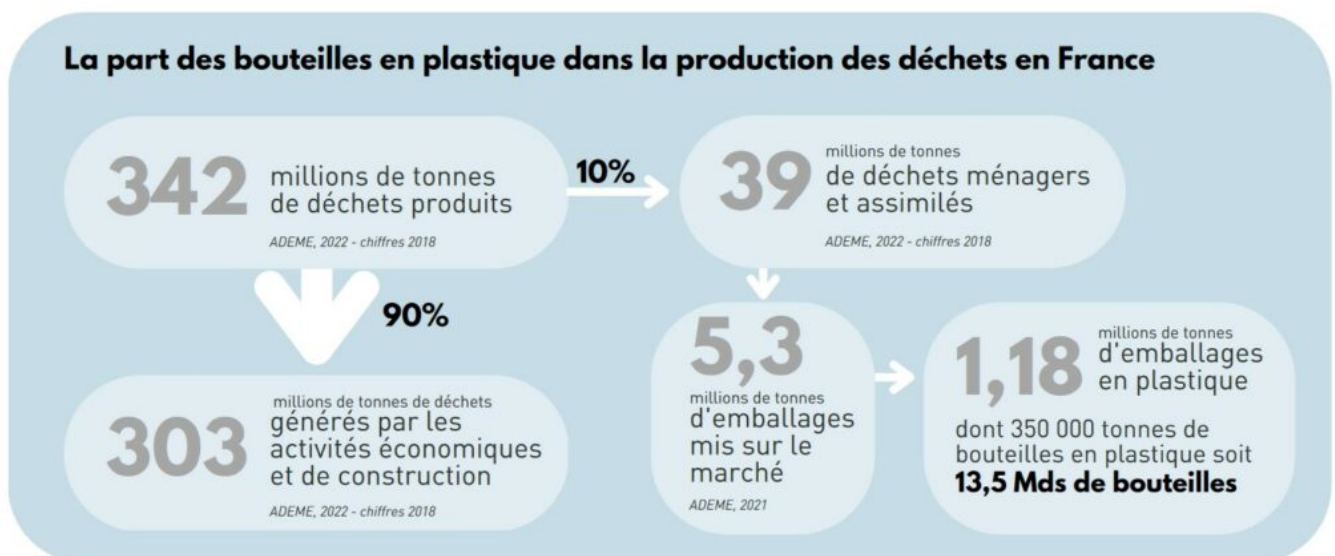 La part des bouteilles en plastique dans la production des déchets en France
342
millions de tonnes
de déchets produits
ADEME, 2022 - chiffres 2018
10%
39
millions de tonnes
de déchets ménagers
et assimilés
ADEME, 2022 - chiffres 2018
90%
303
millions de tonnes de déchets
générés par les
activités économiques
et de construction
ADEME, 2022 - chiffres 2018
5,3
millions de tonnes
d'emballages
mis sur le
marché
ADEME, 2021
1,18
millions de tonnes
d'emballages
en plastique
dont 350 000 tonnes de
bouteilles en plastique soit
13,5 Mds de bouteilles